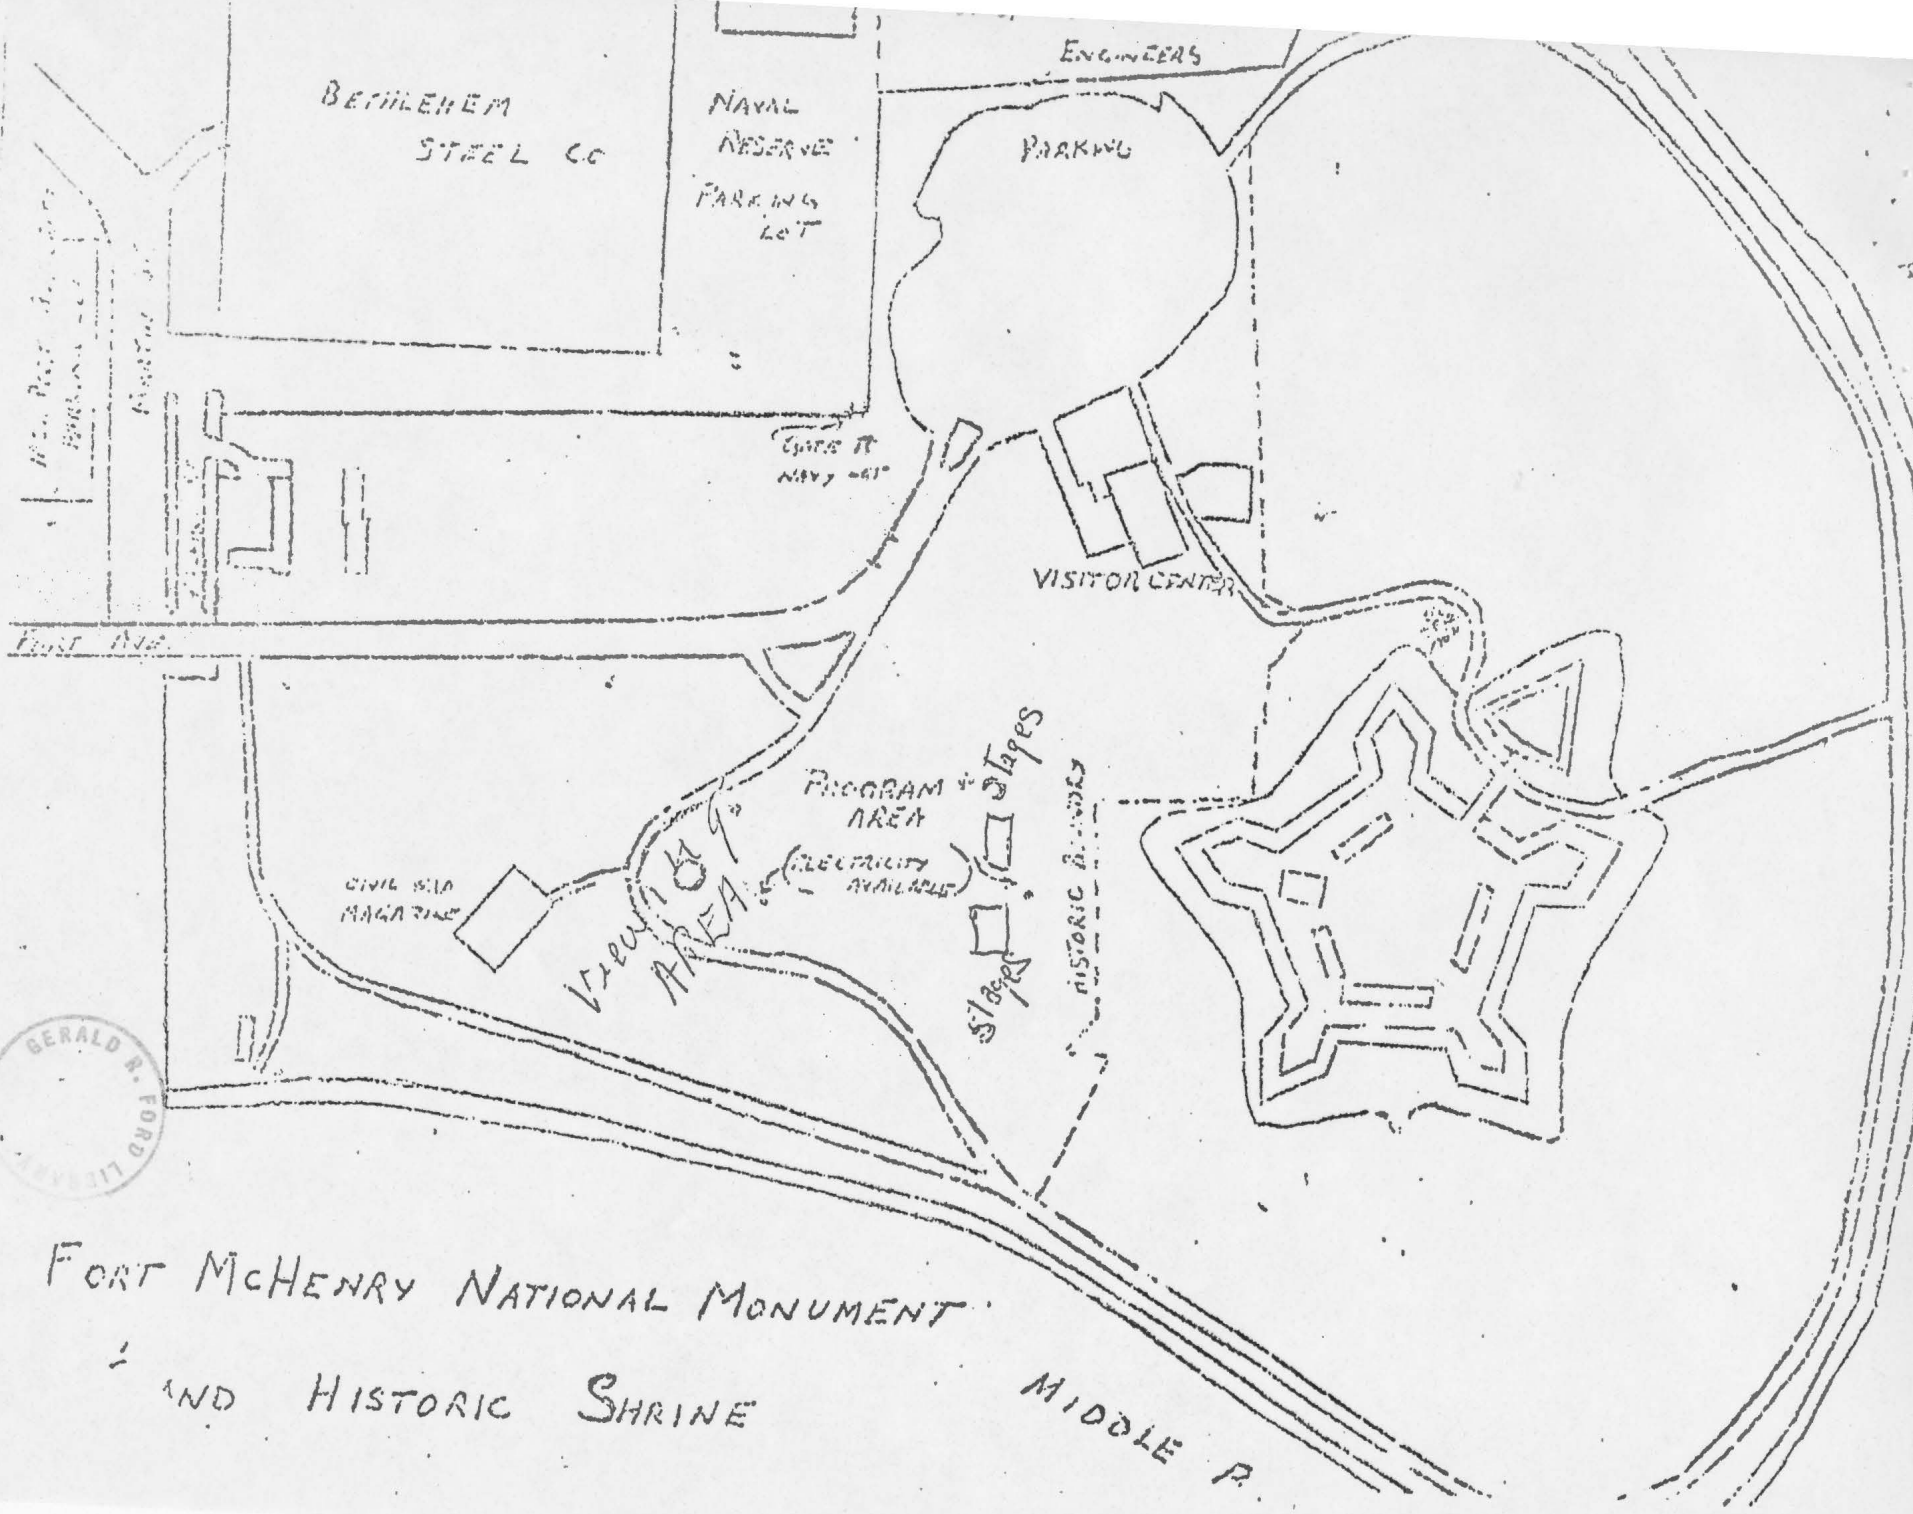 ENGINEERS
BETHLEHEM
STEEL CO
NAVAL
RESERVE
PARKING
LOT
PARKING
GATE TO
NAVY LOT
VISITOR CENTER
FORT AVE.
PROGRAM
AREA
Stages
(ELECTRICITY
AVAILABLE)
HISTORIC BOUNDRY
CIVIL WAR
MAGAZINE
Viewing
AREA
Stages
GERALD R. FORD LIBRARY
FORT MCHENRY NATIONAL MONUMENT
AND HISTORIC SHRINE
MIDDLE